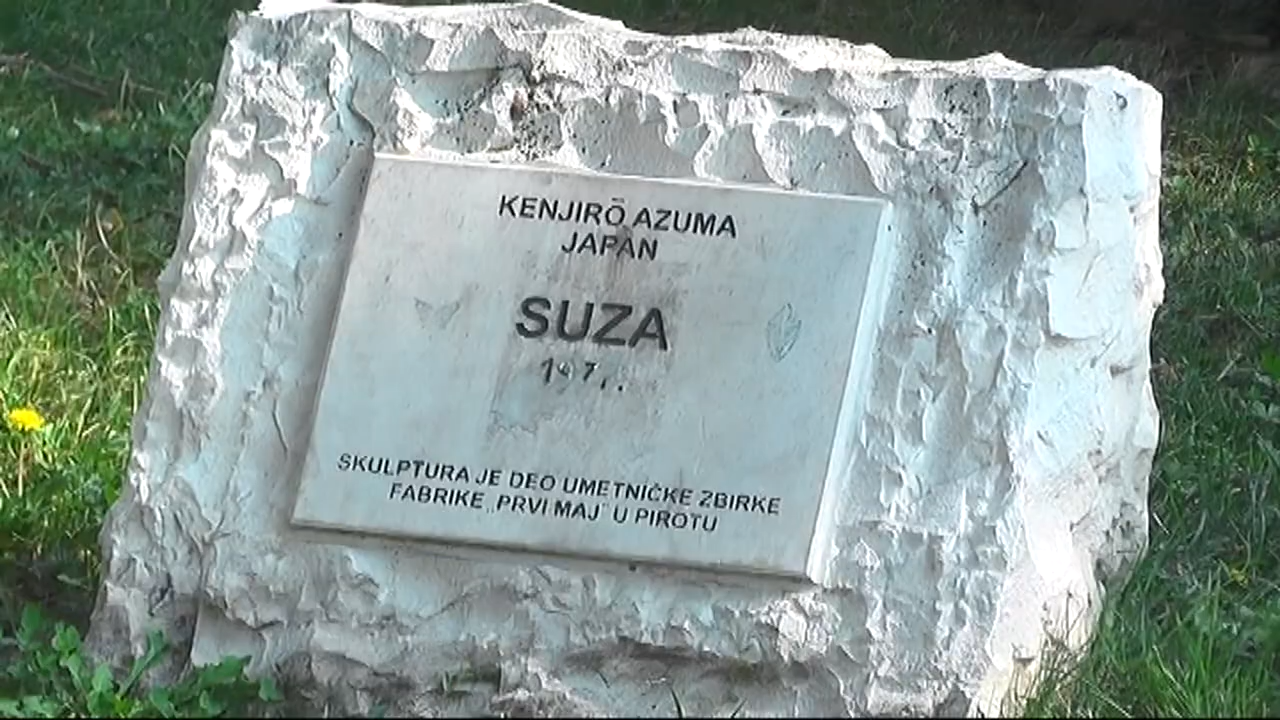 KENJIRŌ AZUMA
JAPAN
SUZA
SKULPTURA JE DEO UMETNIČKE ZBIRKE
FABRIKE „PRVI MAJ" U PIROTU